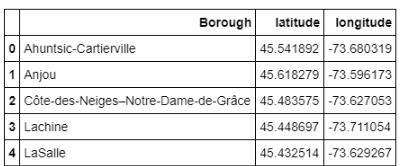 Borough latitude longitude
0 Ahuntsic-Cartierville 45.541892 -73.680319
1 Anjou 45.618279 -73.596173
2 Côte-des-Neiges–Notre-Dame-de-Grâce 45.483575 -73.627053
3 Lachine 45.448697 -73.711054
4 LaSalle 45.432514 -73.629267